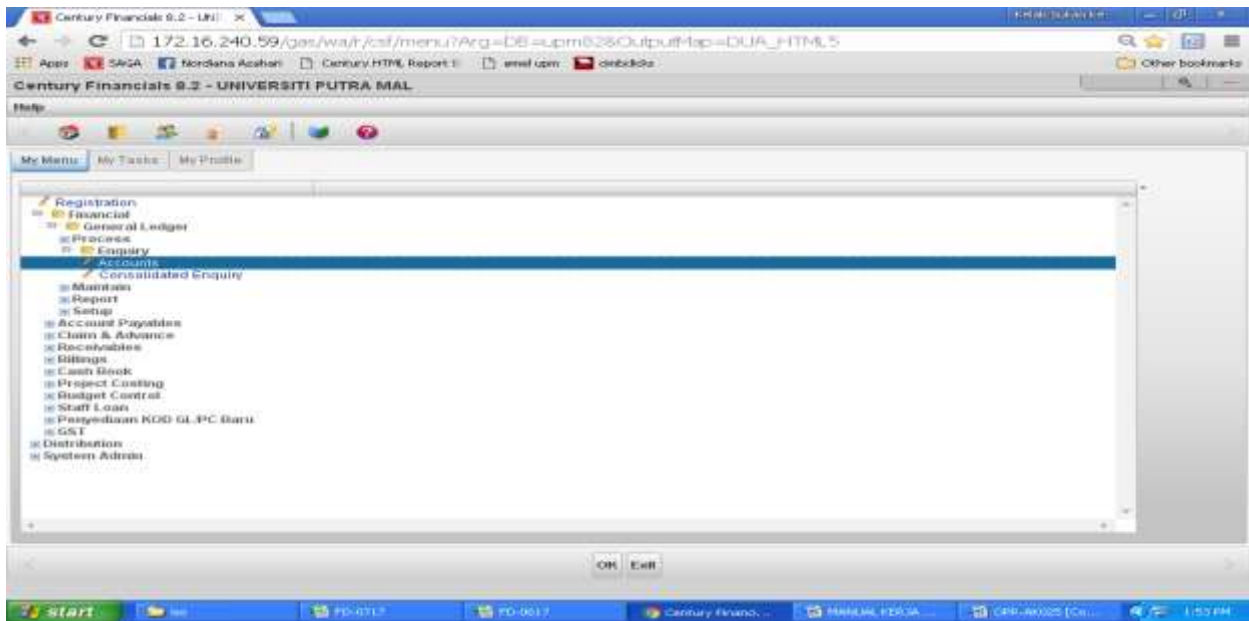 Century Financials 8.2 - UNI
172.16.240.59/gas/wa/r/csf/menu?Arg=DB=upm82&OutputMap=DUA_HTML5
Apps SAGA Nordiana Azahari Century HTML Report emel upm cimbclicks Other bookmarks
Century Financials 8.2 - UNIVERSITI PUTRA MAL
Help
My Menu My Tasks My Profile
Registration
Financial
General Ledger
Process
Enquiry
Accounts
Consolidated Enquiry
Maintain
Report
Setup
Account Payables
Claim & Advance
Receivables
Billings
Cash Book
Project Costing
Budget Control
Staff Loan
Penyediaan KOD GL/PC Baru
GST
Distribution
System Admin
OK Exit
start FD-0717 FD-0617 Century Financ... MANUAL KERJA ... 1:53 PM